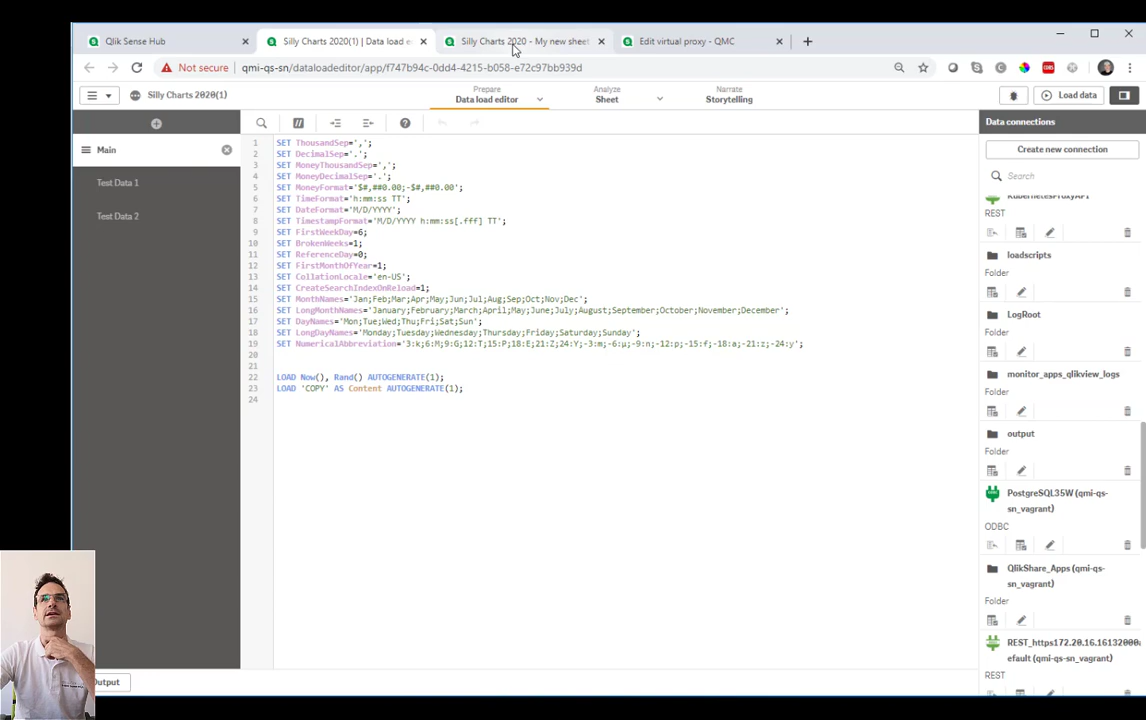 Qlik Sense Hub
Silly Charts 2020(1) | Data load e
Silly Charts 2020 - My new sheet
Edit virtual proxy - QMC
Not secure
qmi-qs-sn/dataloadeditor/app/f747b94c-0dd4-4215-b058-e72c97bb939d
Silly Charts 2020(1)
Prepare
Data load editor
Analyze
Sheet
Narrate
Storytelling
Load data
Data connections
Main
Test Data 1
Test Data 2
1 SET ThousandSep=',';
2 SET DecimalSep='.';
3 SET MoneyThousandSep=',';
4 SET MoneyDecimalSep='.';
5 SET MoneyFormat='$#,##0.00;-$#,##0.00';
6 SET TimeFormat='h:mm:ss TT';
7 SET DateFormat='M/D/YYYY';
8 SET TimestampFormat='M/D/YYYY h:mm:ss[.fff] TT';
9 SET FirstWeekDay=6;
10 SET BrokenWeeks=1;
11 SET ReferenceDay=0;
12 SET FirstMonthOfYear=1;
13 SET CollationLocale='en-US';
14 SET CreateSearchIndexOnReload=1;
15 SET MonthNames='Jan;Feb;Mar;Apr;May;Jun;Jul;Aug;Sep;Oct;Nov;Dec';
16 SET LongMonthNames='January;February;March;April;May;June;July;August;September;October;November;December';
17 SET DayNames='Mon;Tue;Wed;Thu;Fri;Sat;Sun';
18 SET LongDayNames='Monday;Tuesday;Wednesday;Thursday;Friday;Saturday;Sunday';
19 SET NumericalAbbreviation='3:k;6:M;9:G;12:T;15:P;18:E;21:Z;24:Y;-3:m;-6:μ;-9:n;-12:p;-15:f;-18:a;-21:z;-24:y';
20
21
22 LOAD Now(), Rand() AUTOGENERATE(1);
23 LOAD 'COPY' AS Content AUTOGENERATE(1);
24
Create new connection
Search
KubernetesProxyAPI
REST
loadscripts
Folder
LogRoot
Folder
monitor_apps_qlikview_logs
Folder
output
Folder
PostgreSQL35W (qmi-qs-
sn_vagrant)
ODBC
QlikShare_Apps (qmi-qs-
sn_vagrant)
Folder
REST_https172.20.16.16132000
efault (qmi-qs-sn_vagrant)
REST
utput